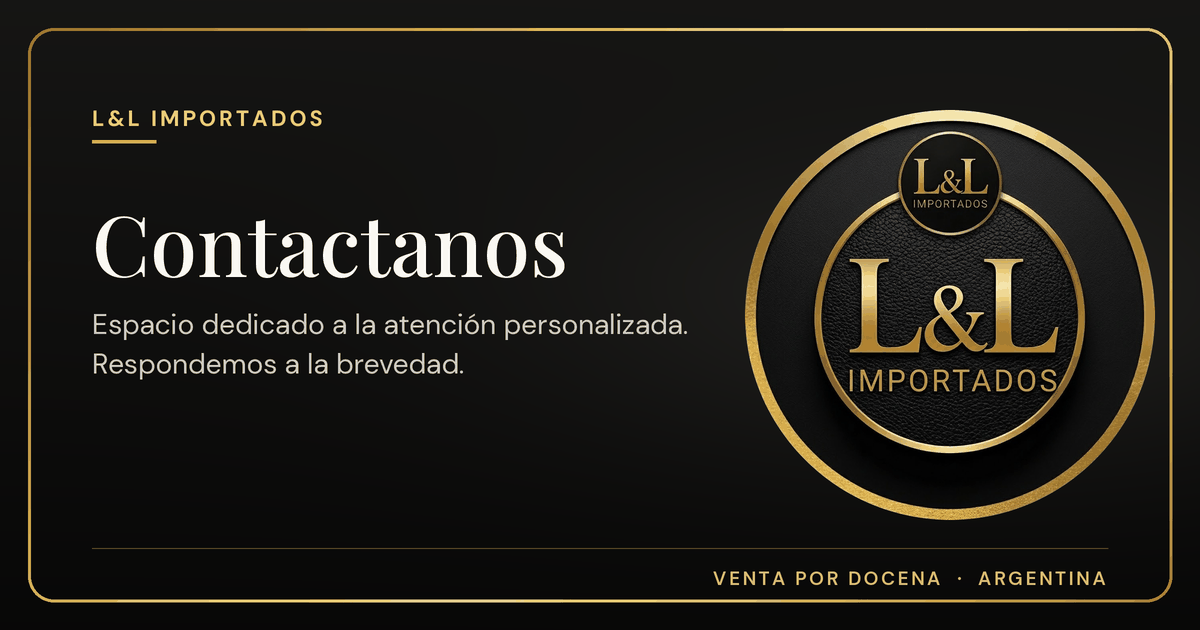 L&L IMPORTADOS
Contactanos
Espacio dedicado a la atención personalizada.
Respondemos a la brevedad.
L&L
IMPORTADOS
L&L
IMPORTADOS
VENTA POR DOCENA · ARGENTINA